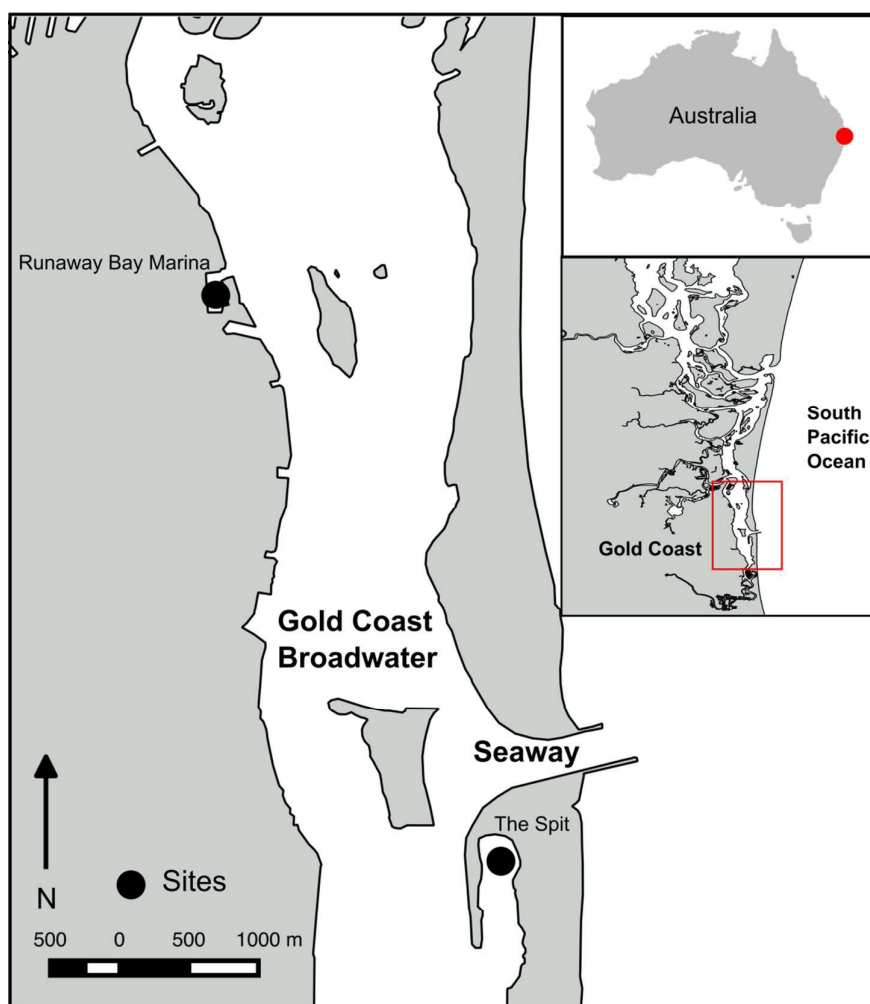 Australia
Runaway Bay Marina
South
Pacific
Ocean
Gold Coast
Gold Coast
Broadwater
Seaway
The Spit
Sites
N
500 0 500 1000 m